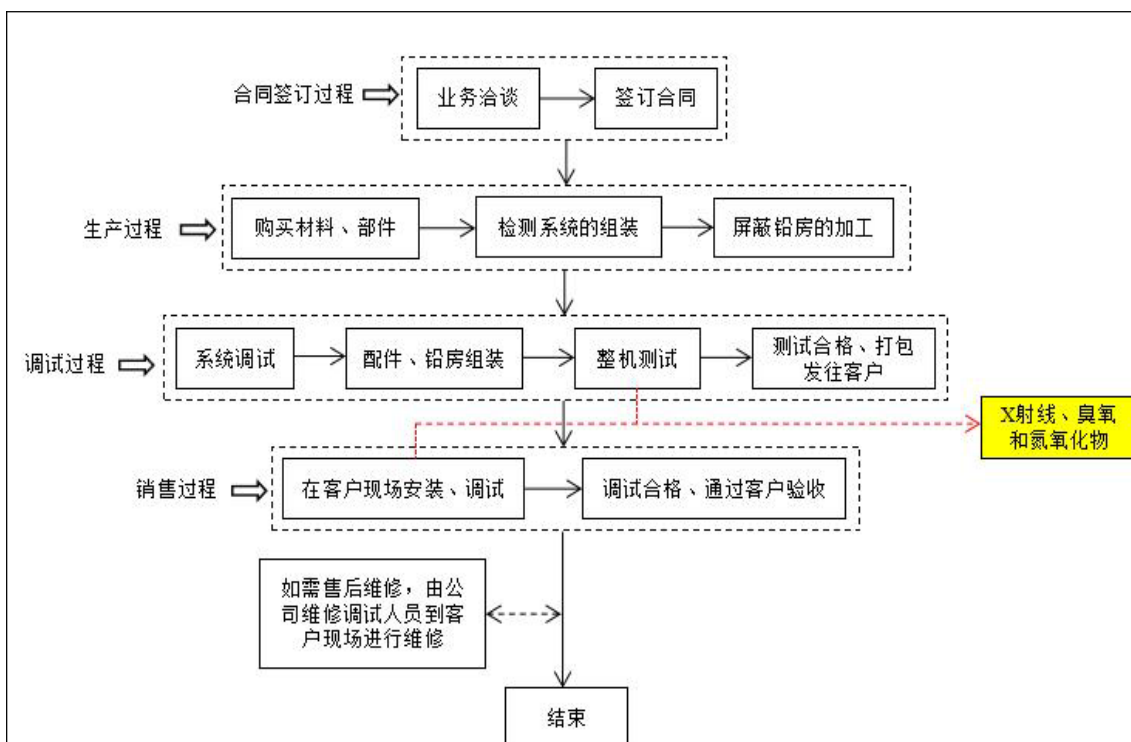 合同签订过程
业务洽谈
签订合同
生产过程
购买材料、部件
检测系统的组装
屏蔽铅房的加工
调试过程
系统调试
配件、铅房组装
整机测试
测试合格、打包
发往客户
X射线、臭氧
和氮氧化物
销售过程
在客户现场安装、调试
调试合格、通过客户验收
如需售后维修，由公
司维修调试人员到客
户现场进行维修
结束